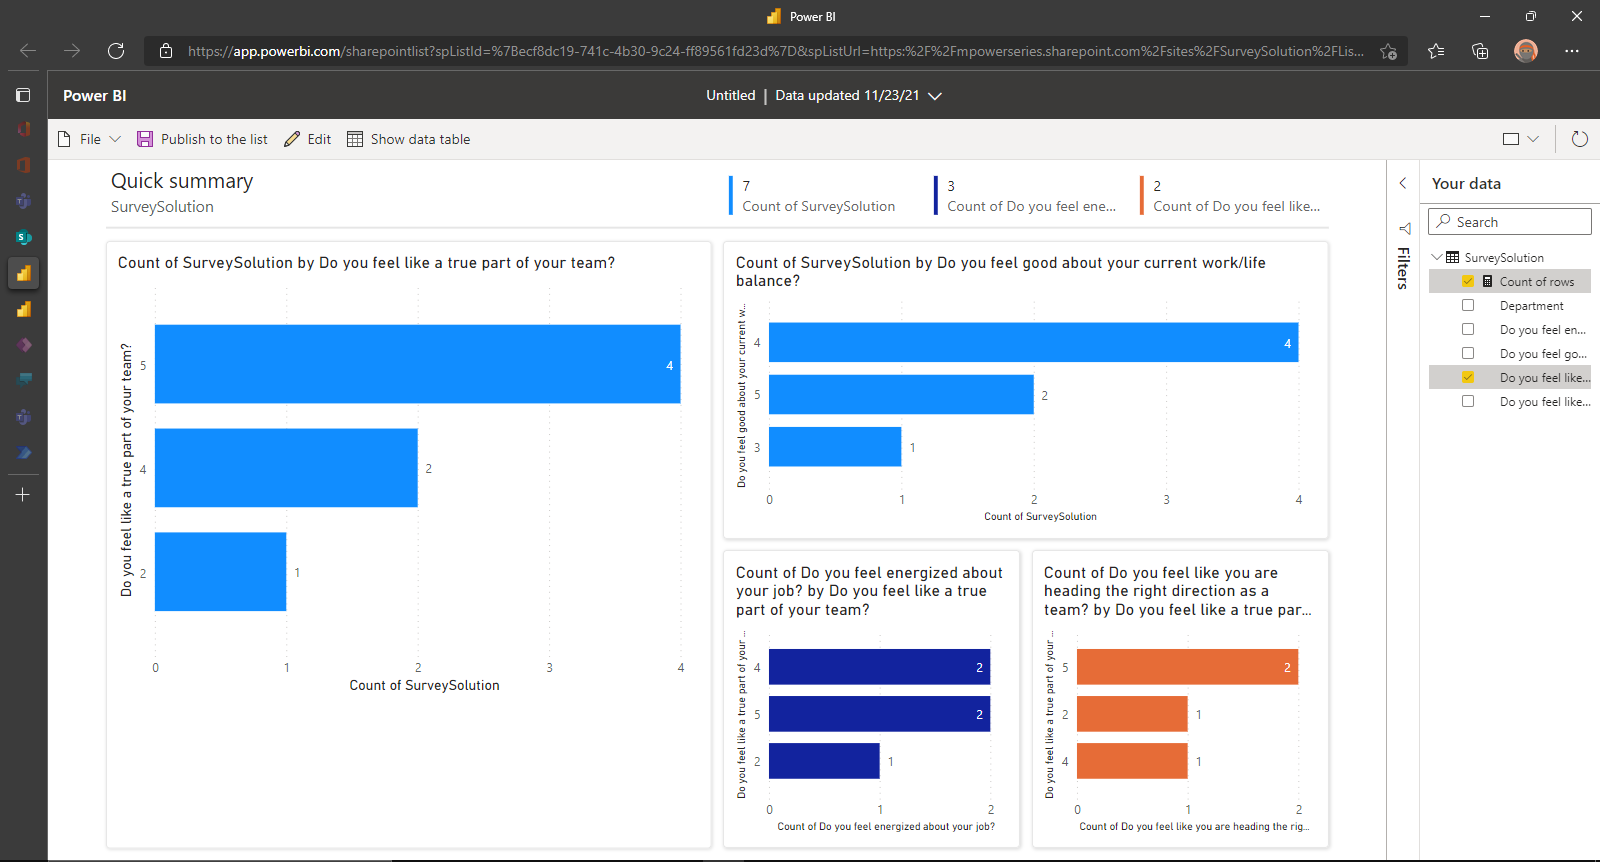 Power BI
https://app.powerbi.com/sharepointlist?spListId=%7Becf8dc19-741c-4b30-9c24-ff89561fd23d%7D&spListUrl=https:%2F%2Fmpowerseries.sharepoint.com%2Fsites%2FSurveySolution%2FLis...
Power BI
Untitled | Data updated 11/23/21
File
Publish to the list
Edit
Show data table
Quick summary
SurveySolution
7
Count of SurveySolution
3
Count of Do you feel ene...
2
Count of Do you feel like...
Count of SurveySolution by Do you feel like a true part of your team?
Do you feel like a true part of your team?
5
4
4
2
2
1
0 1 2 3 4
Count of SurveySolution
Count of SurveySolution by Do you feel good about your current work/life
balance?
Do you feel good about your current w...
4
4
5
2
3
1
0 1 2 3 4
Count of SurveySolution
Count of Do you feel energized about
your job? by Do you feel like a true
part of your team?
Do you feel like a true part of your ...
4
2
5
2
2
1
0 1 2
Count of Do you feel energized about your job?
Count of Do you feel like you are
heading the right direction as a
team? by Do you feel like a true par...
Do you feel like a true part of your ...
5
2
2
1
4
1
0 1 2
Count of Do you feel like you are heading the rig...
Filters
Your data
Search
SurveySolution
Count of rows
Department
Do you feel en...
Do you feel go...
Do you feel like...
Do you feel like...